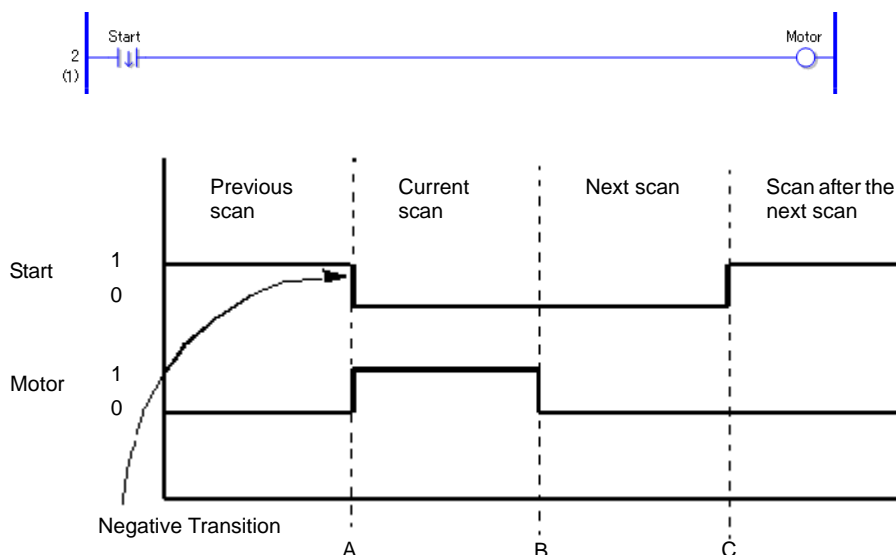 Start Motor
2
(1)
Previous scan
Current scan
Next scan
Scan after the next scan
Start 1
0
Motor 1
0
Negative Transition
A B C